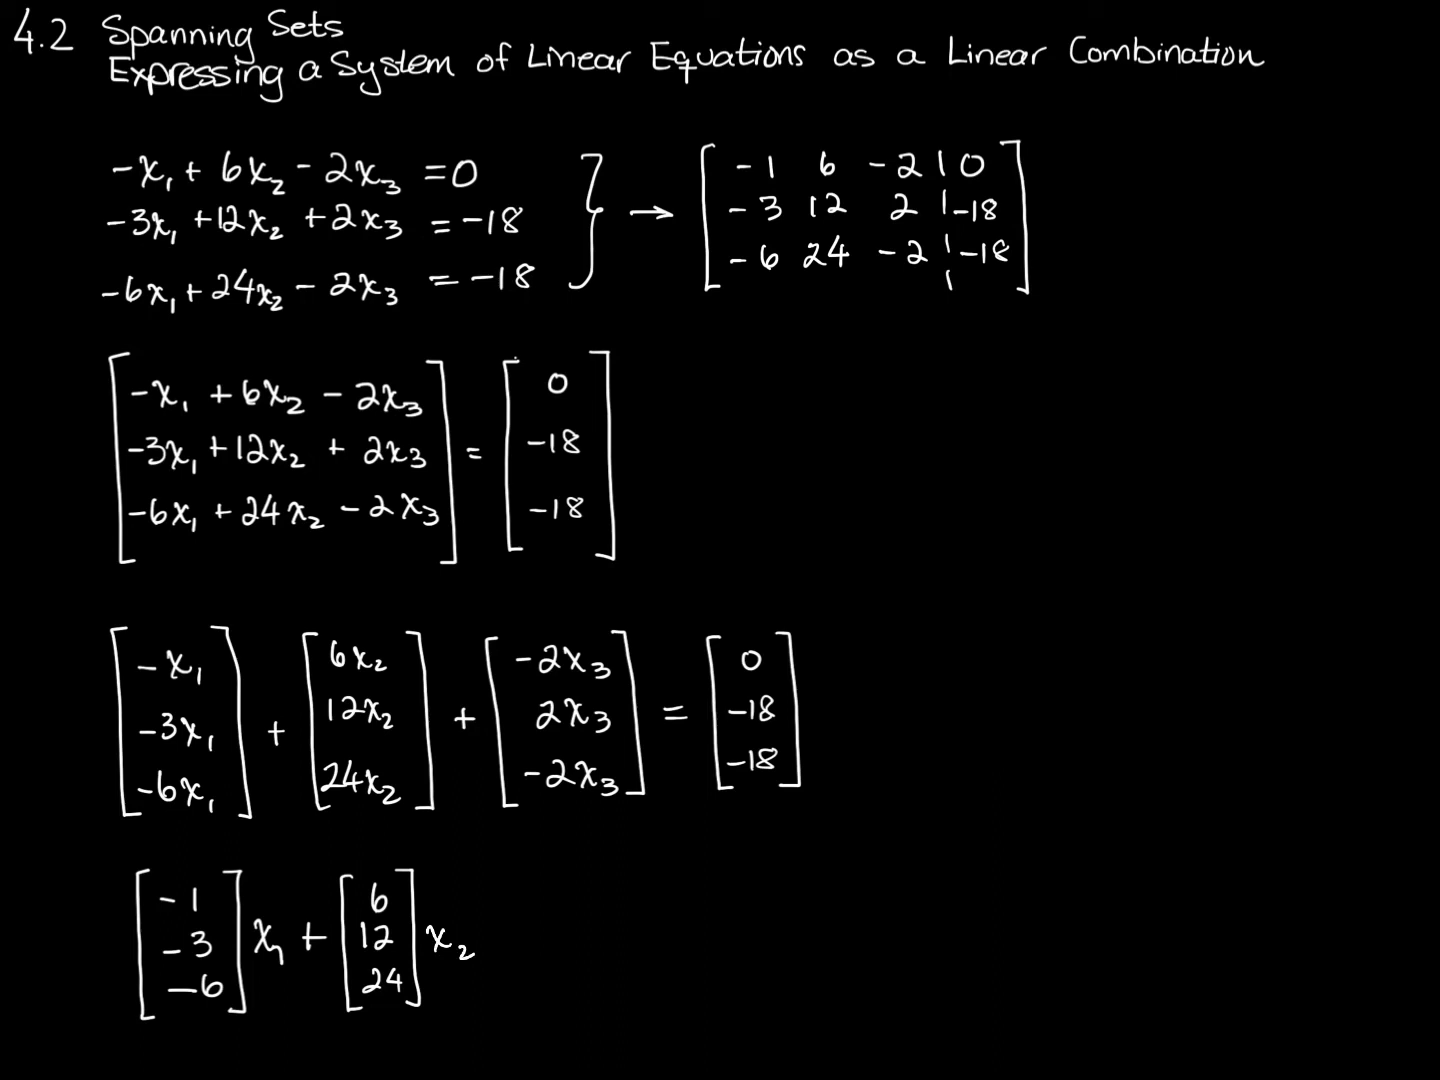 4.2 Spanning Sets
Expressing a System of Linear Equations as a Linear Combination
-x₁ + 6x₂ - 2x₃ = 0
-3x₁ + 12x₂ + 2x₃ = -18
-6x₁ + 24x₂ - 2x₃ = -18
} →
[ -1 6 -2 | 0 ]
[ -3 12 2 | -18 ]
[ -6 24 -2 | -18 ]
[ -x₁ + 6x₂ - 2x₃ ] [ 0 ]
[ -3x₁ + 12x₂ + 2x₃ ] = [ -18 ]
[ -6x₁ + 24x₂ - 2x₃ ] [ -18 ]
[ -x₁ ] [ 6x₂ ] [ -2x₃ ] [ 0 ]
[ -3x₁ ] + [ 12x₂ ] + [ 2x₃ ] = [ -18 ]
[ -6x₁ ] [ 24x₂ ] [ -2x₃ ] [ -18 ]
[ -1 ] [ 6 ]
[ -3 ] x₁ + [ 12 ] x₂
[ -6 ] [ 24 ]